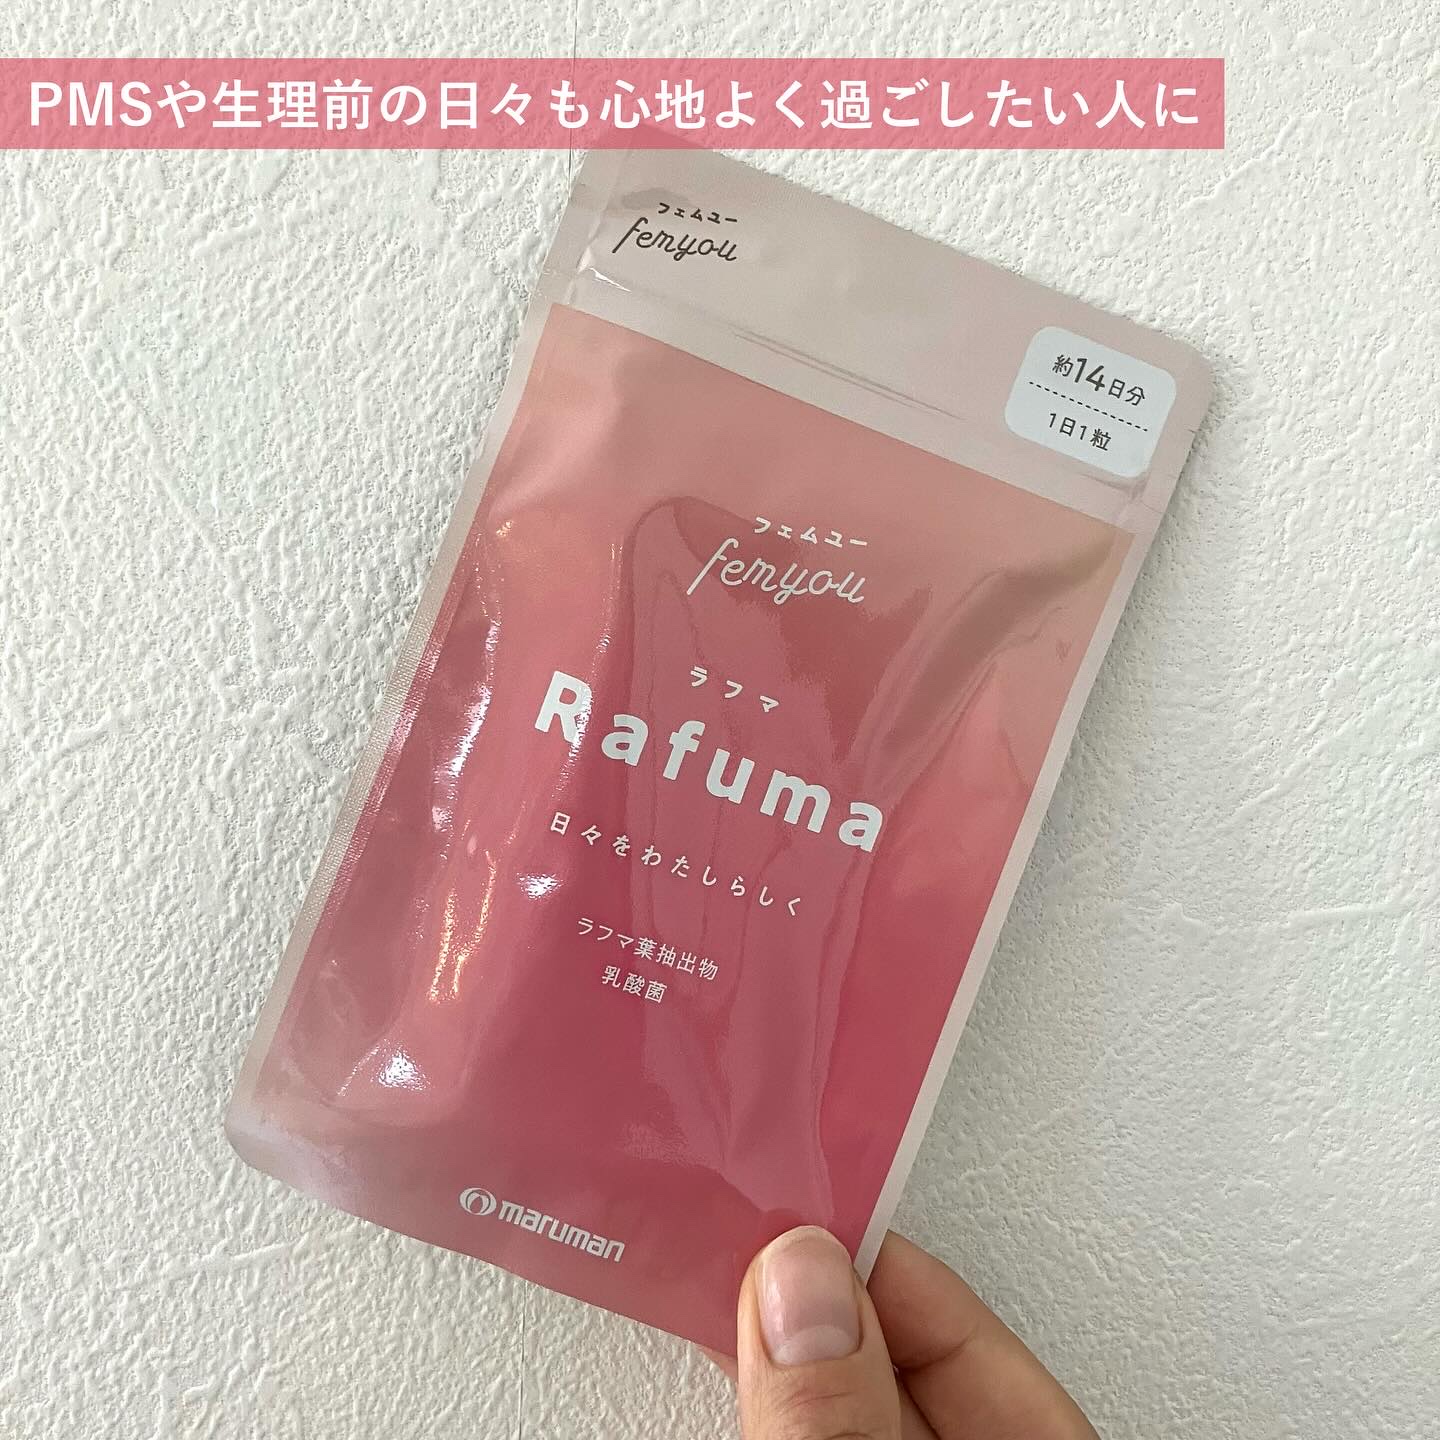 PMSや生理前の日々も心地よく過ごしたい人に
フェムユー
femyou
約14日分
1日1粒
フェムユー
femyou
ラフマ
Rafuma
日々をわたしらしく
ラフマ葉抽出物
乳酸菌
maruman